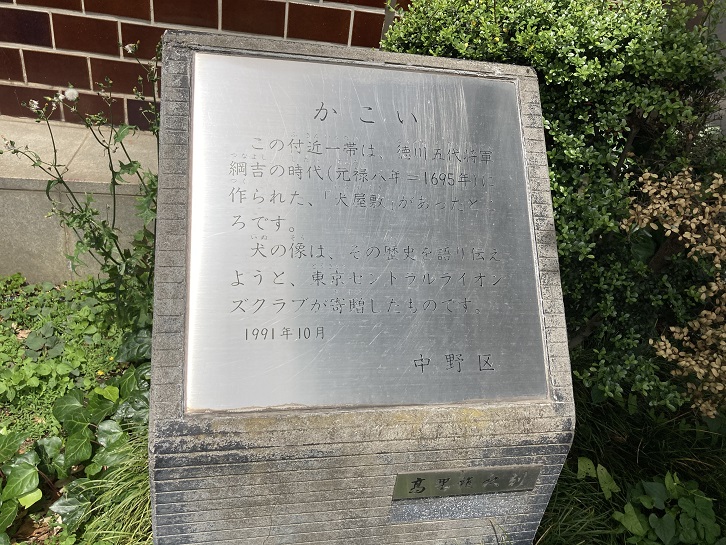 かこい
この付近一帯は、徳川五代将軍
綱吉の時代(元禄八年=1695年)に
作られた、「犬屋敷」があったとこ
ろです。
犬の像は、その歴史を語り伝え
ようと、東京セントラルライオン
ズクラブが寄贈したものです。
1991年10月
中野区